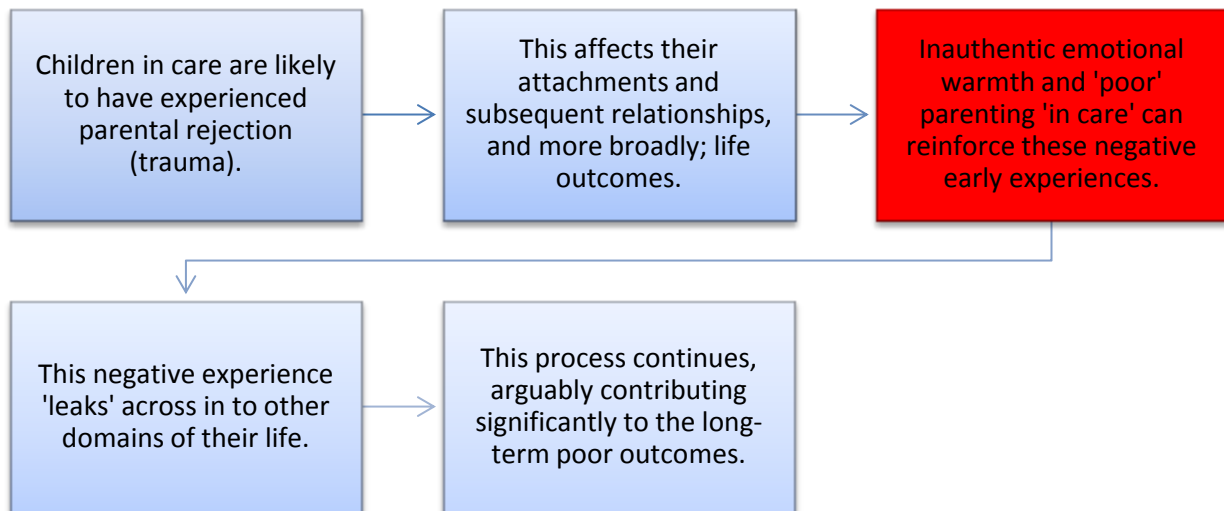 Children in care are likely
to have experienced
parental rejection
(trauma).
This affects their
attachments and
subsequent relationships,
and more broadly; life
outcomes.
Inauthentic emotional
warmth and 'poor'
parenting 'in care' can
reinforce these negative
early experiences.
This negative experience
'leaks' across in to other
domains of their life.
This process continues,
arguably contributing
significantly to the long-
term poor outcomes.